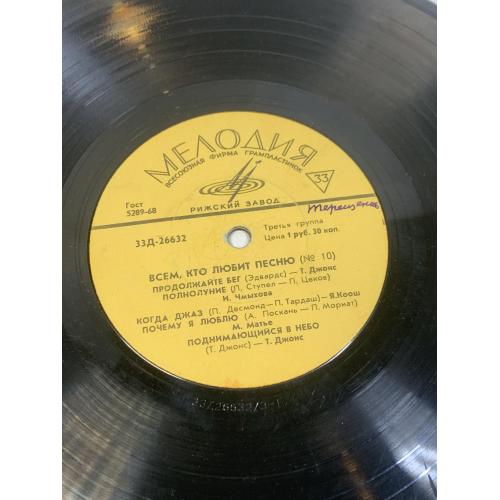 МЕЛОДИЯ
ВСЕСОЮЗНАЯ ФИРМА ГРАМПЛАСТИНОК
33
РИЖСКИЙ ЗАВОД
Гост
5289-68
33Д-26632
Третья группа
Цена 1 руб. 30 коп.
ВСЕМ, КТО ЛЮБИТ ПЕСНЮ (№ 10)
ПРОДОЛЖАЙТЕ БЕГ (Эдвардс) — Т. Джонс
ПОЛНОЛУНИЕ (П. Ступел — П. Цеков)
И. Чмыхова
КОГДА ДЖАЗ (П. Десмонд — П. Тардаш) — Я. Коош
ПОЧЕМУ Я ЛЮБЛЮ (А. Поскань — П. Мориат)
М. Матье
ПОДНИМАЮЩИЙСЯ В НЕБО
(Т. Джонс) — Т. Джонс